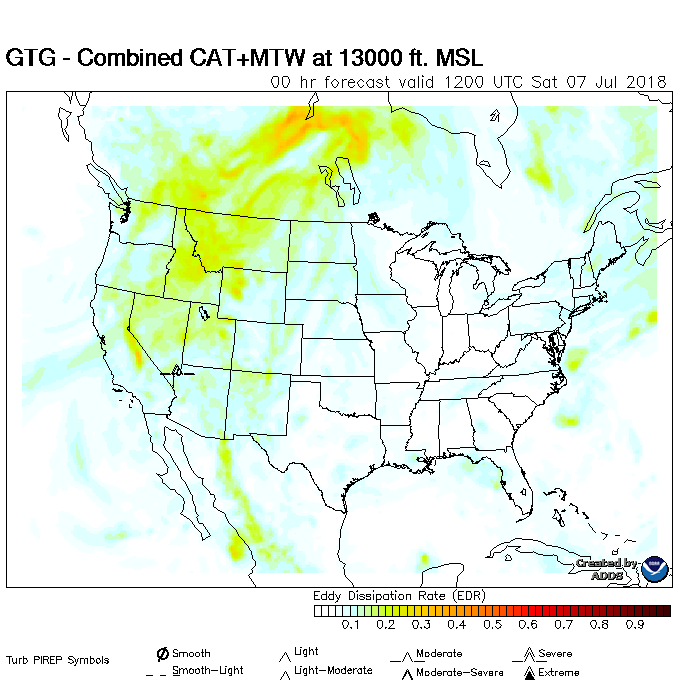 GTG - Combined CAT+MTW at 13000 ft. MSL
00 hr forecast valid 1200 UTC Sat 07 Jul 2018
Created by
ADDS
Eddy Dissipation Rate (EDR)
0.1 0.2 0.3 0.4 0.5 0.6 0.7 0.8 0.9
Turb PIREP Symbols
Smooth Light Moderate Severe
Smooth-Light Light-Moderate Moderate-Severe Extreme